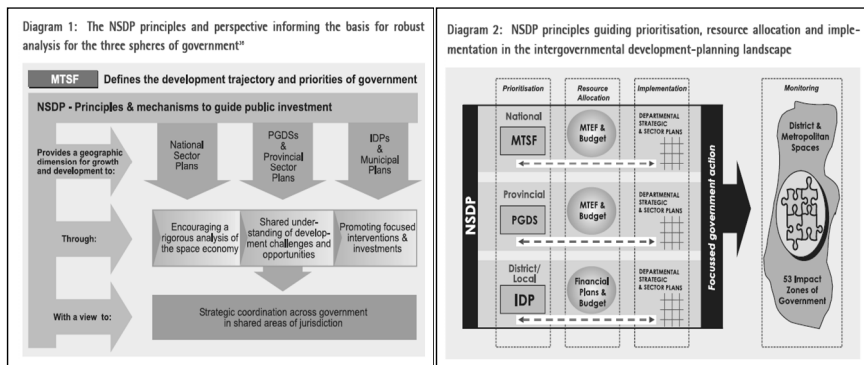 Diagram 1: The NSDP principles and perspective informing the basis for robust
analysis for the three spheres of government
MTSF Defines the development trajectory and priorities of government
NSDP - Principles & mechanisms to guide public investment
Provides a geographic
dimension for growth
and development to:
National
Sector
Plans
PGDSs
&
Provincial
Sector
Plans
IDPs
&
Municipal
Plans
Through:
Encouraging a
rigorous analysis of
the space economy
Shared under-
standing of develop-
ment challenges and
opportunities
Promoting focused
interventions &
investments
With a view to:
Strategic coordination across government
in shared areas of jurisdiction
Diagram 2: NSDP principles guiding prioritisation, resource allocation and imple-
mentation in the intergovernmental development-planning landscape
Prioritisation
Resource
Allocation
Implementation
Monitoring
NSDP
National
MTSF
MTEF &
Budget
DEPARTMENTAL
STRATEGIC
& SECTOR PLANS
Provincial
PGDS
MTEF &
Budget
DEPARTMENTAL
STRATEGIC
& SECTOR PLANS
District/
Local
IDP
Financial
Plans &
Budget
DEPARTMENTAL
STRATEGIC
& SECTOR PLANS
Focussed government action
District &
Metropolitan
Spaces
53 Impact
Zones of
Government